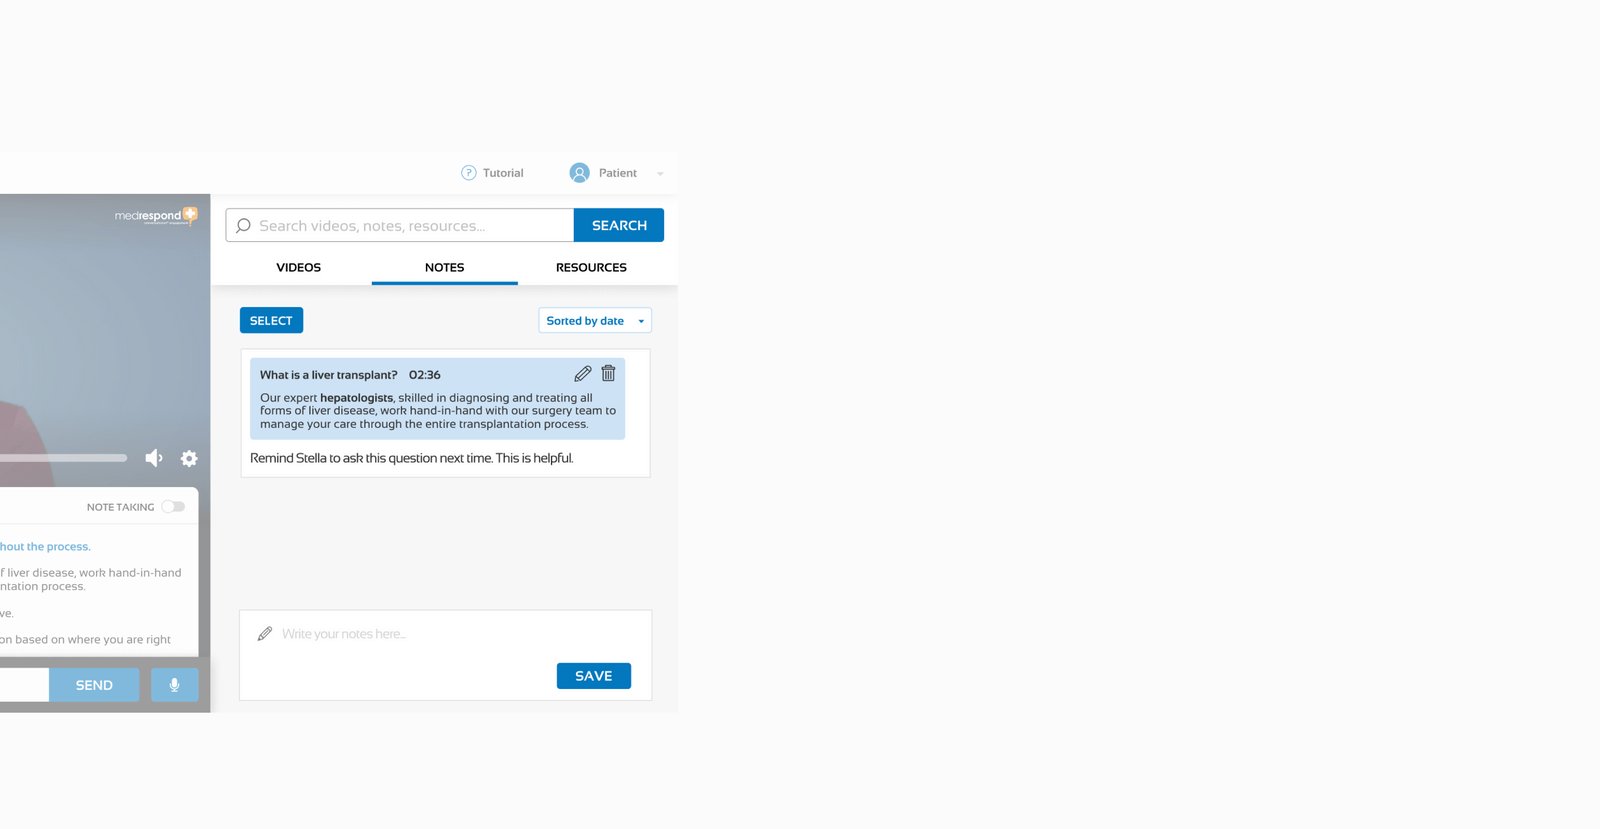 Tutorial
Patient
medrespond
Search videos, notes, resources...
SEARCH
VIDEOS
NOTES
RESOURCES
SELECT
Sorted by date
What is a liver transplant? 02:36
Our expert hepatologists, skilled in diagnosing and treating all
forms of liver disease, work hand-in-hand with our surgery team to
manage your care through the entire transplantation process.
Remind Stella to ask this question next time. This is helpful.
NOTE TAKING
hout the process.
f liver disease, work hand-in-hand
ntation process.
ve.
on based on where you are right
SEND
Write your notes here...
SAVE